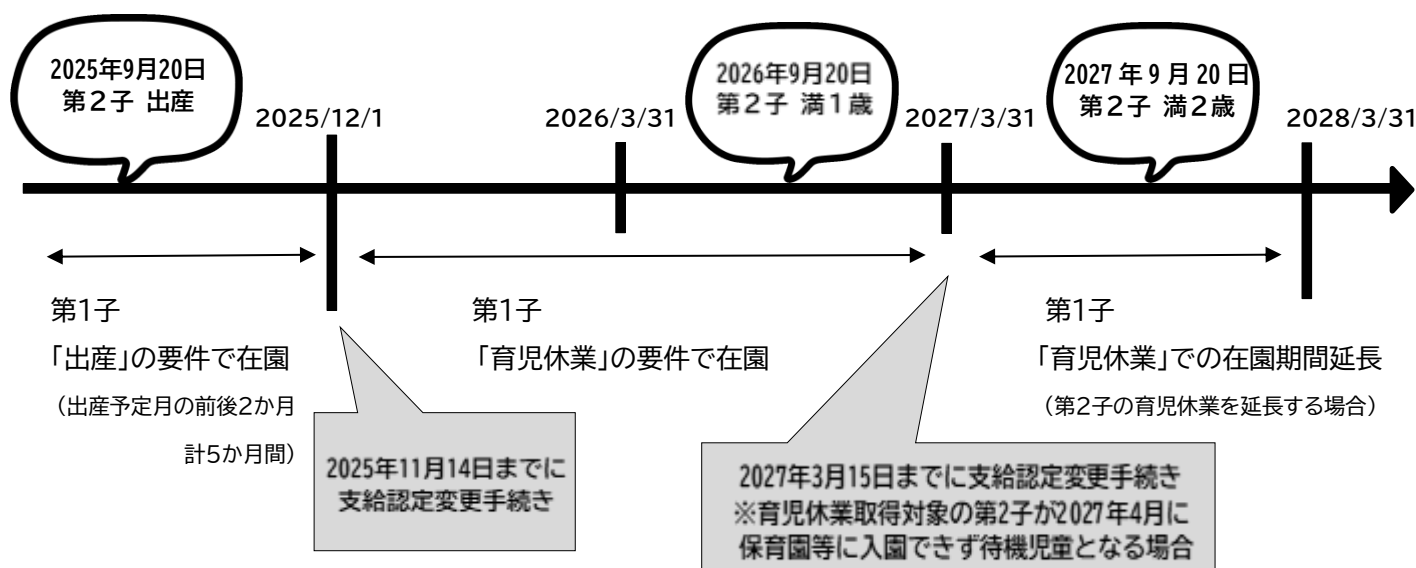 2025年9月20日
第2子 出産
2025/12/1
2026/3/31
2026年9月20日
第2子 満1歳
2027/3/31
2027年9月20日
第2子 満2歳
2028/3/31
第1子
「出産」の要件で在園
（出産予定月の前後2か月
計5か月間）
第1子
「育児休業」の要件で在園
第1子
「育児休業」での在園期間延長
（第2子の育児休業を延長する場合）
2025年11月14日までに
支給認定変更手続き
2027年3月15日までに支給認定変更手続き
※育児休業取得対象の第2子が2027年4月に
保育園等に入園できず待機児童となる場合